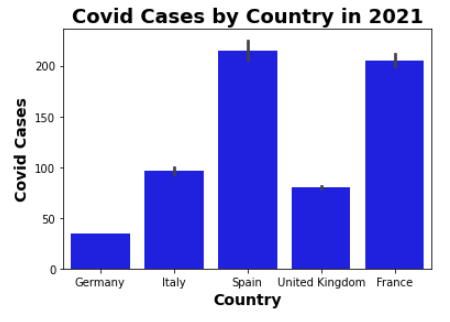 Covid Cases by Country in 2021
Covid Cases
200
150
100
50
0
Germany Italy Spain United Kingdom France
Country